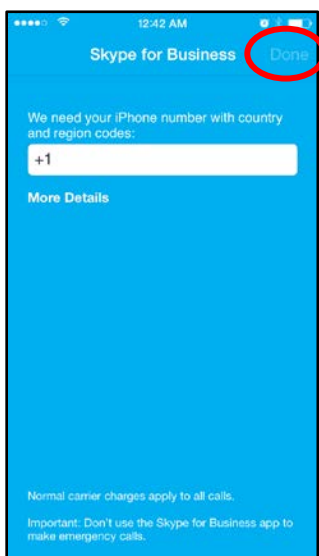 12:42 AM
Skype for Business
Done
We need your iPhone number with country
and region codes:
+1
More Details
Normal carrier charges apply to all calls.
Important: Don't use the Skype for Business app to
make emergency calls.